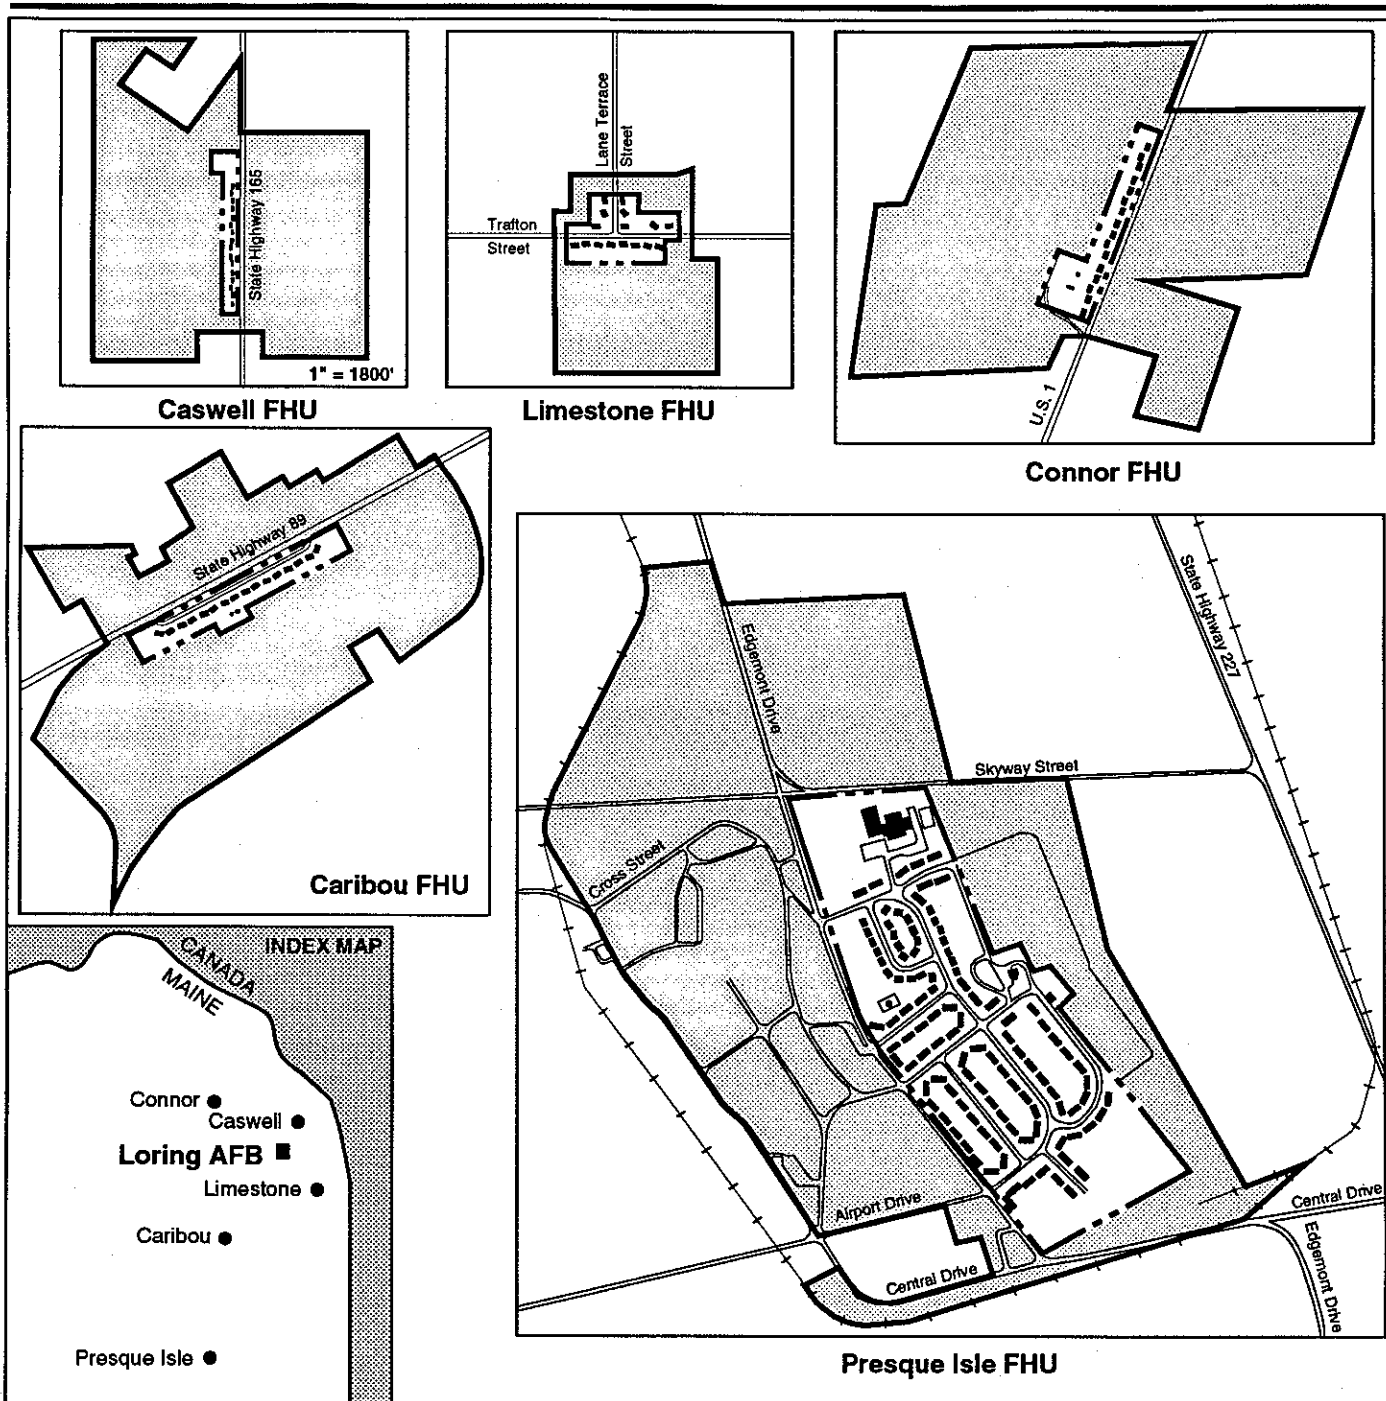 Lane Terrace
Street
Trafton
Street
State Highway 165
1" = 1800'
U.S. 1
Caswell FHU
Limestone FHU
Connor FHU
State Highway 89
Caribou FHU
Edgemont Drive
State Highway 227
Skyway Street
Cross Street
Airport Drive
Central Drive
Central Drive
Edgemont Drive
Presque Isle FHU
INDEX MAP
CANADA
MAINE
Connor
Caswell
Loring AFB
Limestone
Caribou
Presque Isle